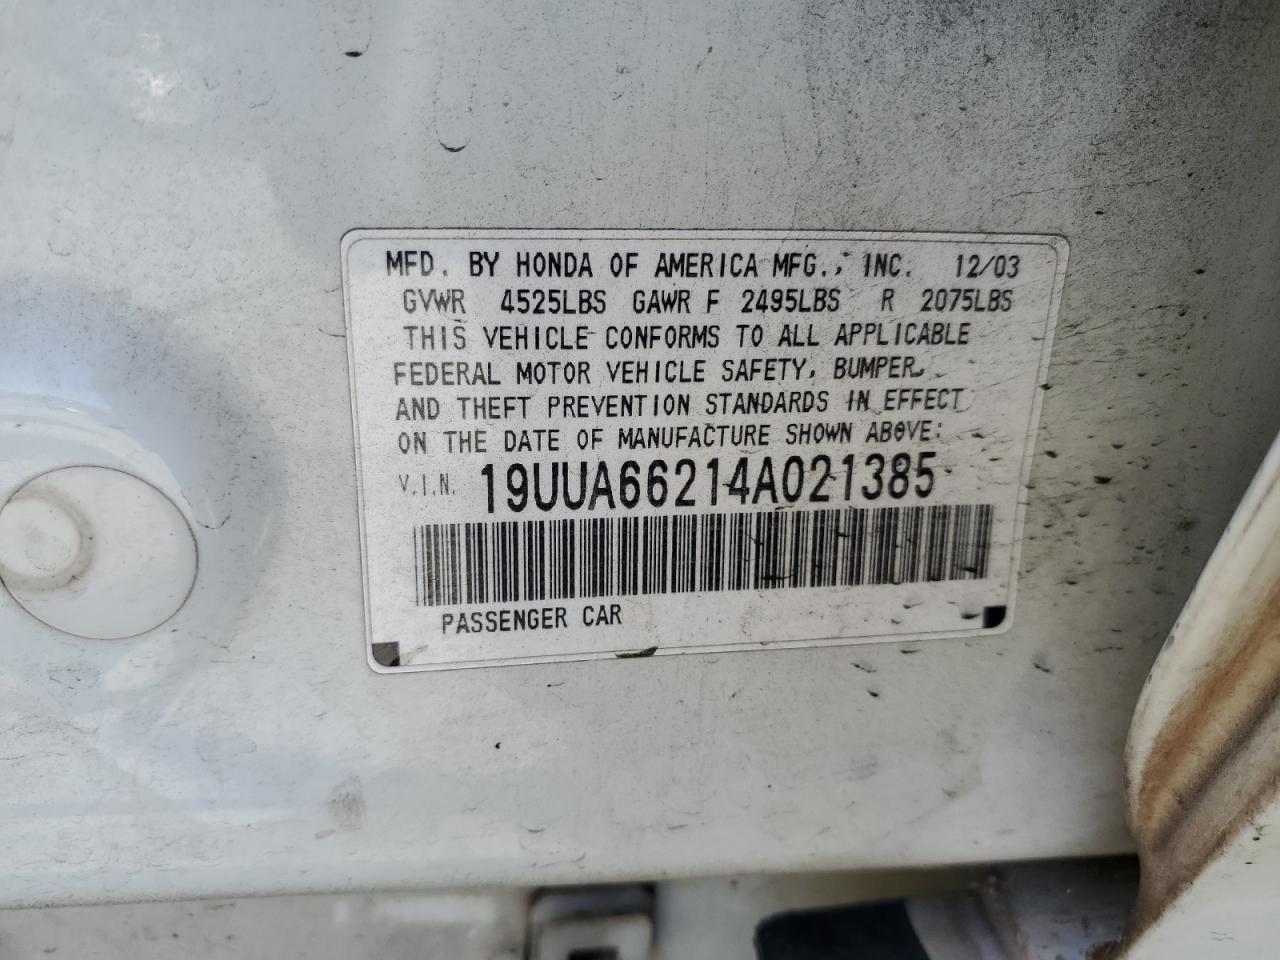 MFD. BY HONDA OF AMERICA MFG., INC. 12/03
GVWR 4525LBS GAWR F 2495LBS R 2075LBS
THIS VEHICLE CONFORMS TO ALL APPLICABLE
FEDERAL MOTOR VEHICLE SAFETY, BUMPER,
AND THEFT PREVENTION STANDARDS IN EFFECT
ON THE DATE OF MANUFACTURE SHOWN ABOVE:
V.I.N. 19UUA66214A021385
PASSENGER CAR